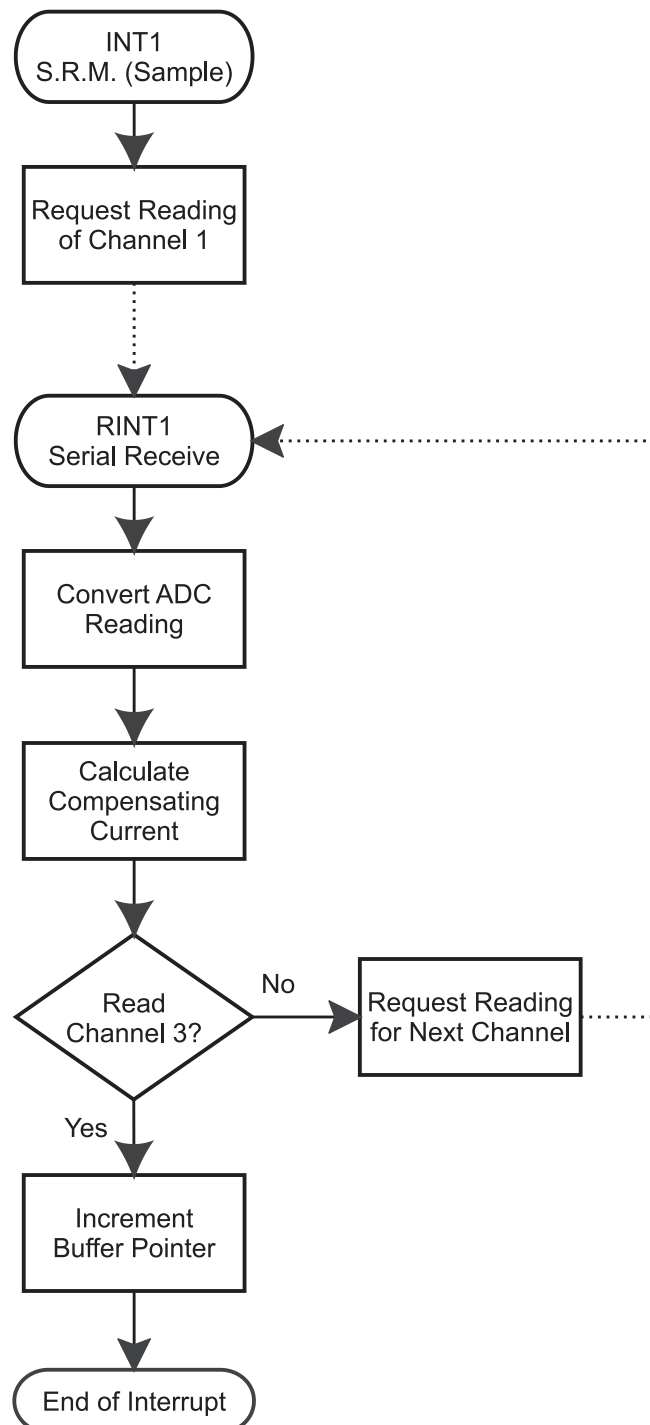 INT1
S.R.M. (Sample)
Request Reading
of Channel 1
RINT1
Serial Receive
Convert ADC
Reading
Calculate
Compensating
Current
Read
Channel 3?
No
Request Reading
for Next Channel
Yes
Increment
Buffer Pointer
End of Interrupt